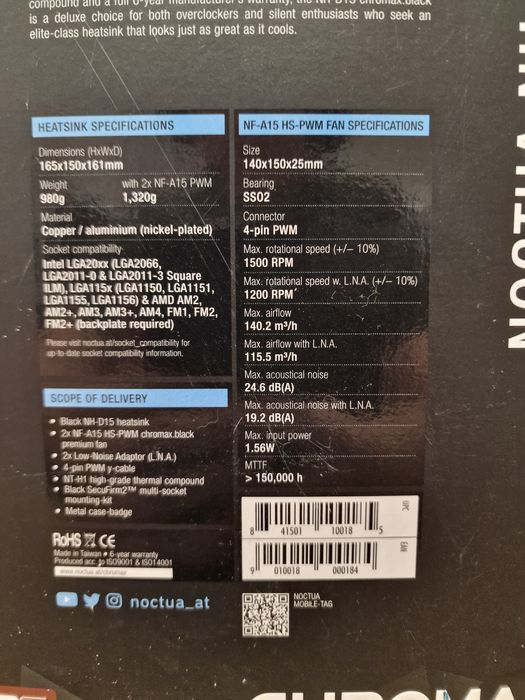 compound and a full 6-year manufacturer's warranty, the NH-D15 chromax.black
is a deluxe choice for both overclockers and silent enthusiasts who seek an
elite-class heatsink that looks just as great as it cools.
HEATSINK SPECIFICATIONS
Dimensions (HxWxD)
165x150x161mm
Weight with 2x NF-A15 PWM
980g 1,320g
Material
Copper / aluminium (nickel-plated)
Socket compatibility
Intel LGA20xx (LGA2066,
LGA2011-0 & LGA2011-3 Square
ILM), LGA115x (LGA1150, LGA1151,
LGA1155, LGA1156) & AMD AM2,
AM2+, AM3, AM3+, AM4, FM1, FM2,
FM2+ (backplate required)
Please visit noctua.at/socket_compatibility for
up-to-date socket compatibility information.
SCOPE OF DELIVERY
• Black NH-D15 heatsink
• 2x NF-A15 HS-PWM chromax.black
premium fan
• 2x Low-Noise Adaptor (L.N.A.)
• 4-pin PWM y-cable
• NT-H1 high-grade thermal compound
• Black SecuFirm2™ multi-socket
mounting-kit
• Metal case-badge
RoHS CE
Made in Taiwan • 6-year warranty
Produced acc. to ISO9001 & ISO14001
www.noctua.at/chromax
noctua_at
NF-A15 HS-PWM FAN SPECIFICATIONS
Size
140x150x25mm
Bearing
SSO2
Connector
4-pin PWM
Max. rotational speed (+/- 10%)
1500 RPM
Max. rotational speed w. L.N.A. (+/- 10%)
1200 RPM
Max. airflow
140.2 m³/h
Max. airflow with L.N.A.
115.5 m³/h
Max. acoustical noise
24.6 dB(A)
Max. acoustical noise with L.N.A.
19.2 dB(A)
Max. input power
1.56W
MTTF
> 150,000 h
UPC
8 41501 10018 5
EAN
9 010018 000184
NOCTUA
MOBILE-TAG